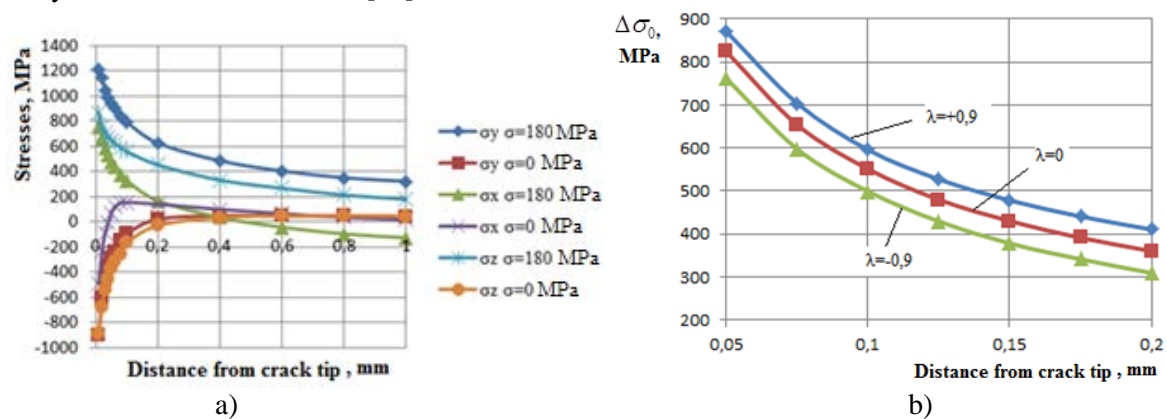 1400
1200
1000
800
600
400
200
0
-200
-400
-600
-800
-1000
Stresses, MPa
0 0,2 0,4 0,6 0,8 1
Distance from crack tip , mm
σy σ=180 MPa
σy σ=0 MPa
σx σ=180 MPa
σx σ=0 MPa
σz σ=180 MPa
σz σ=0 MPa
a)
Δσ₀,
MPa
900
800
700
600
500
400
300
200
λ=+0,9
λ=0
λ=-0,9
0,05 0,1 0,15 0,2
Distance from crack tip , mm
b)